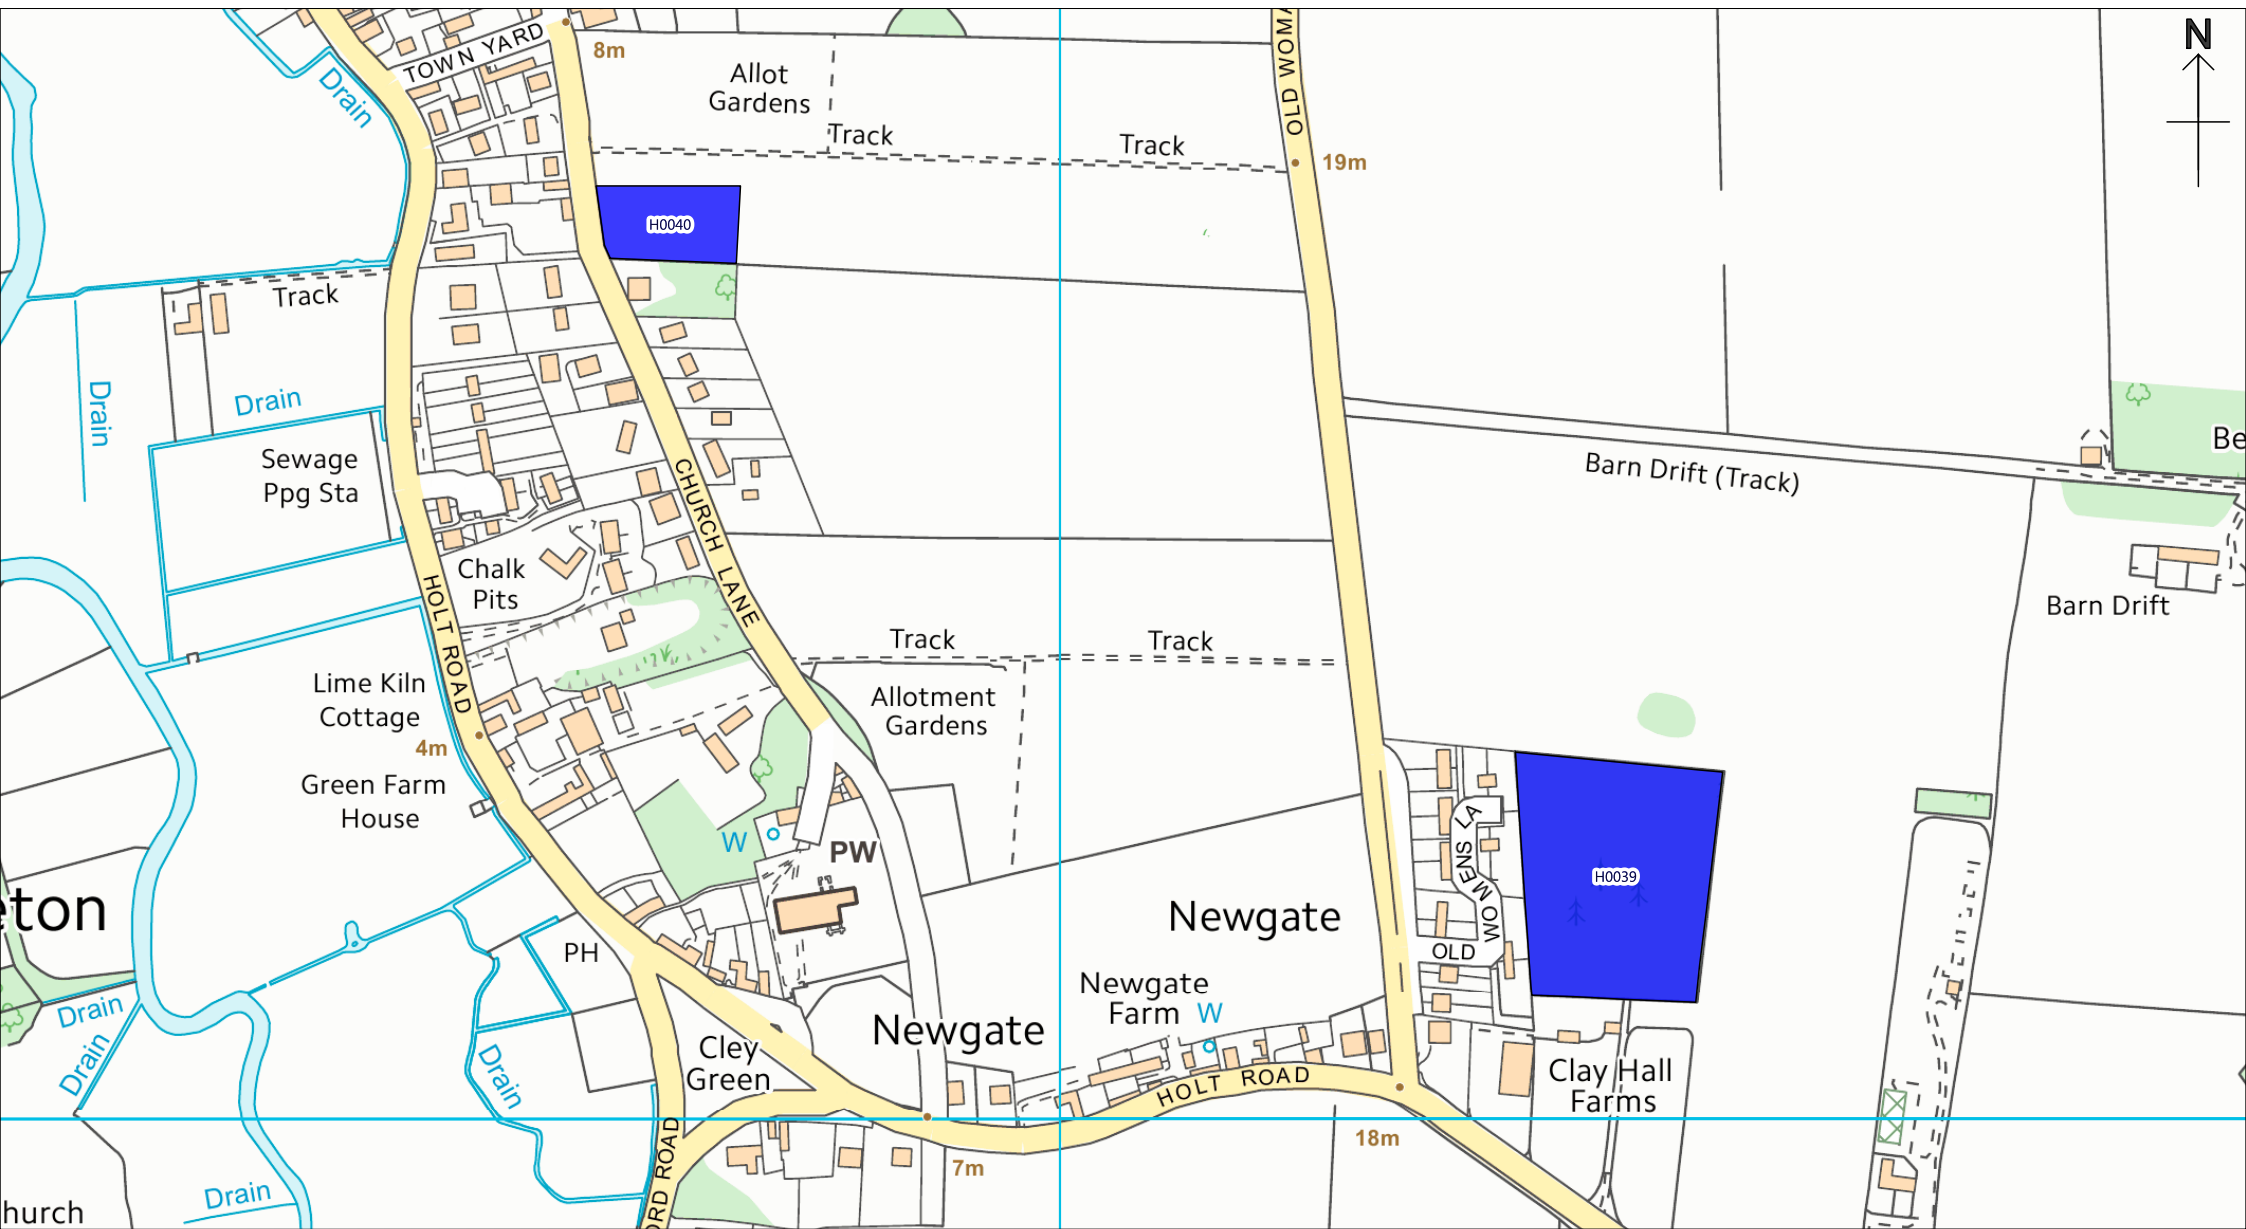 N
TOWN YARD
8m
Drain
Allot
Gardens
Track
Track
OLD WOMA
19m
H0040
Track
Drain
Drain
Sewage
Ppg Sta
Be
Barn Drift (Track)
CHURCH LANE
Chalk
Pits
HOLT ROAD
Barn Drift
Track
Track
Lime Kiln
Cottage
4m
Allotment
Gardens
Green Farm
House
W
PW
OLD WOMENS LA
H0039
eton
PH
Newgate
Newgate
Farm
W
Newgate
Drain
Drain
Drain
Cley
Green
HOLT ROAD
Clay Hall
Farms
18m
7m
ORD ROAD
Drain
hurch